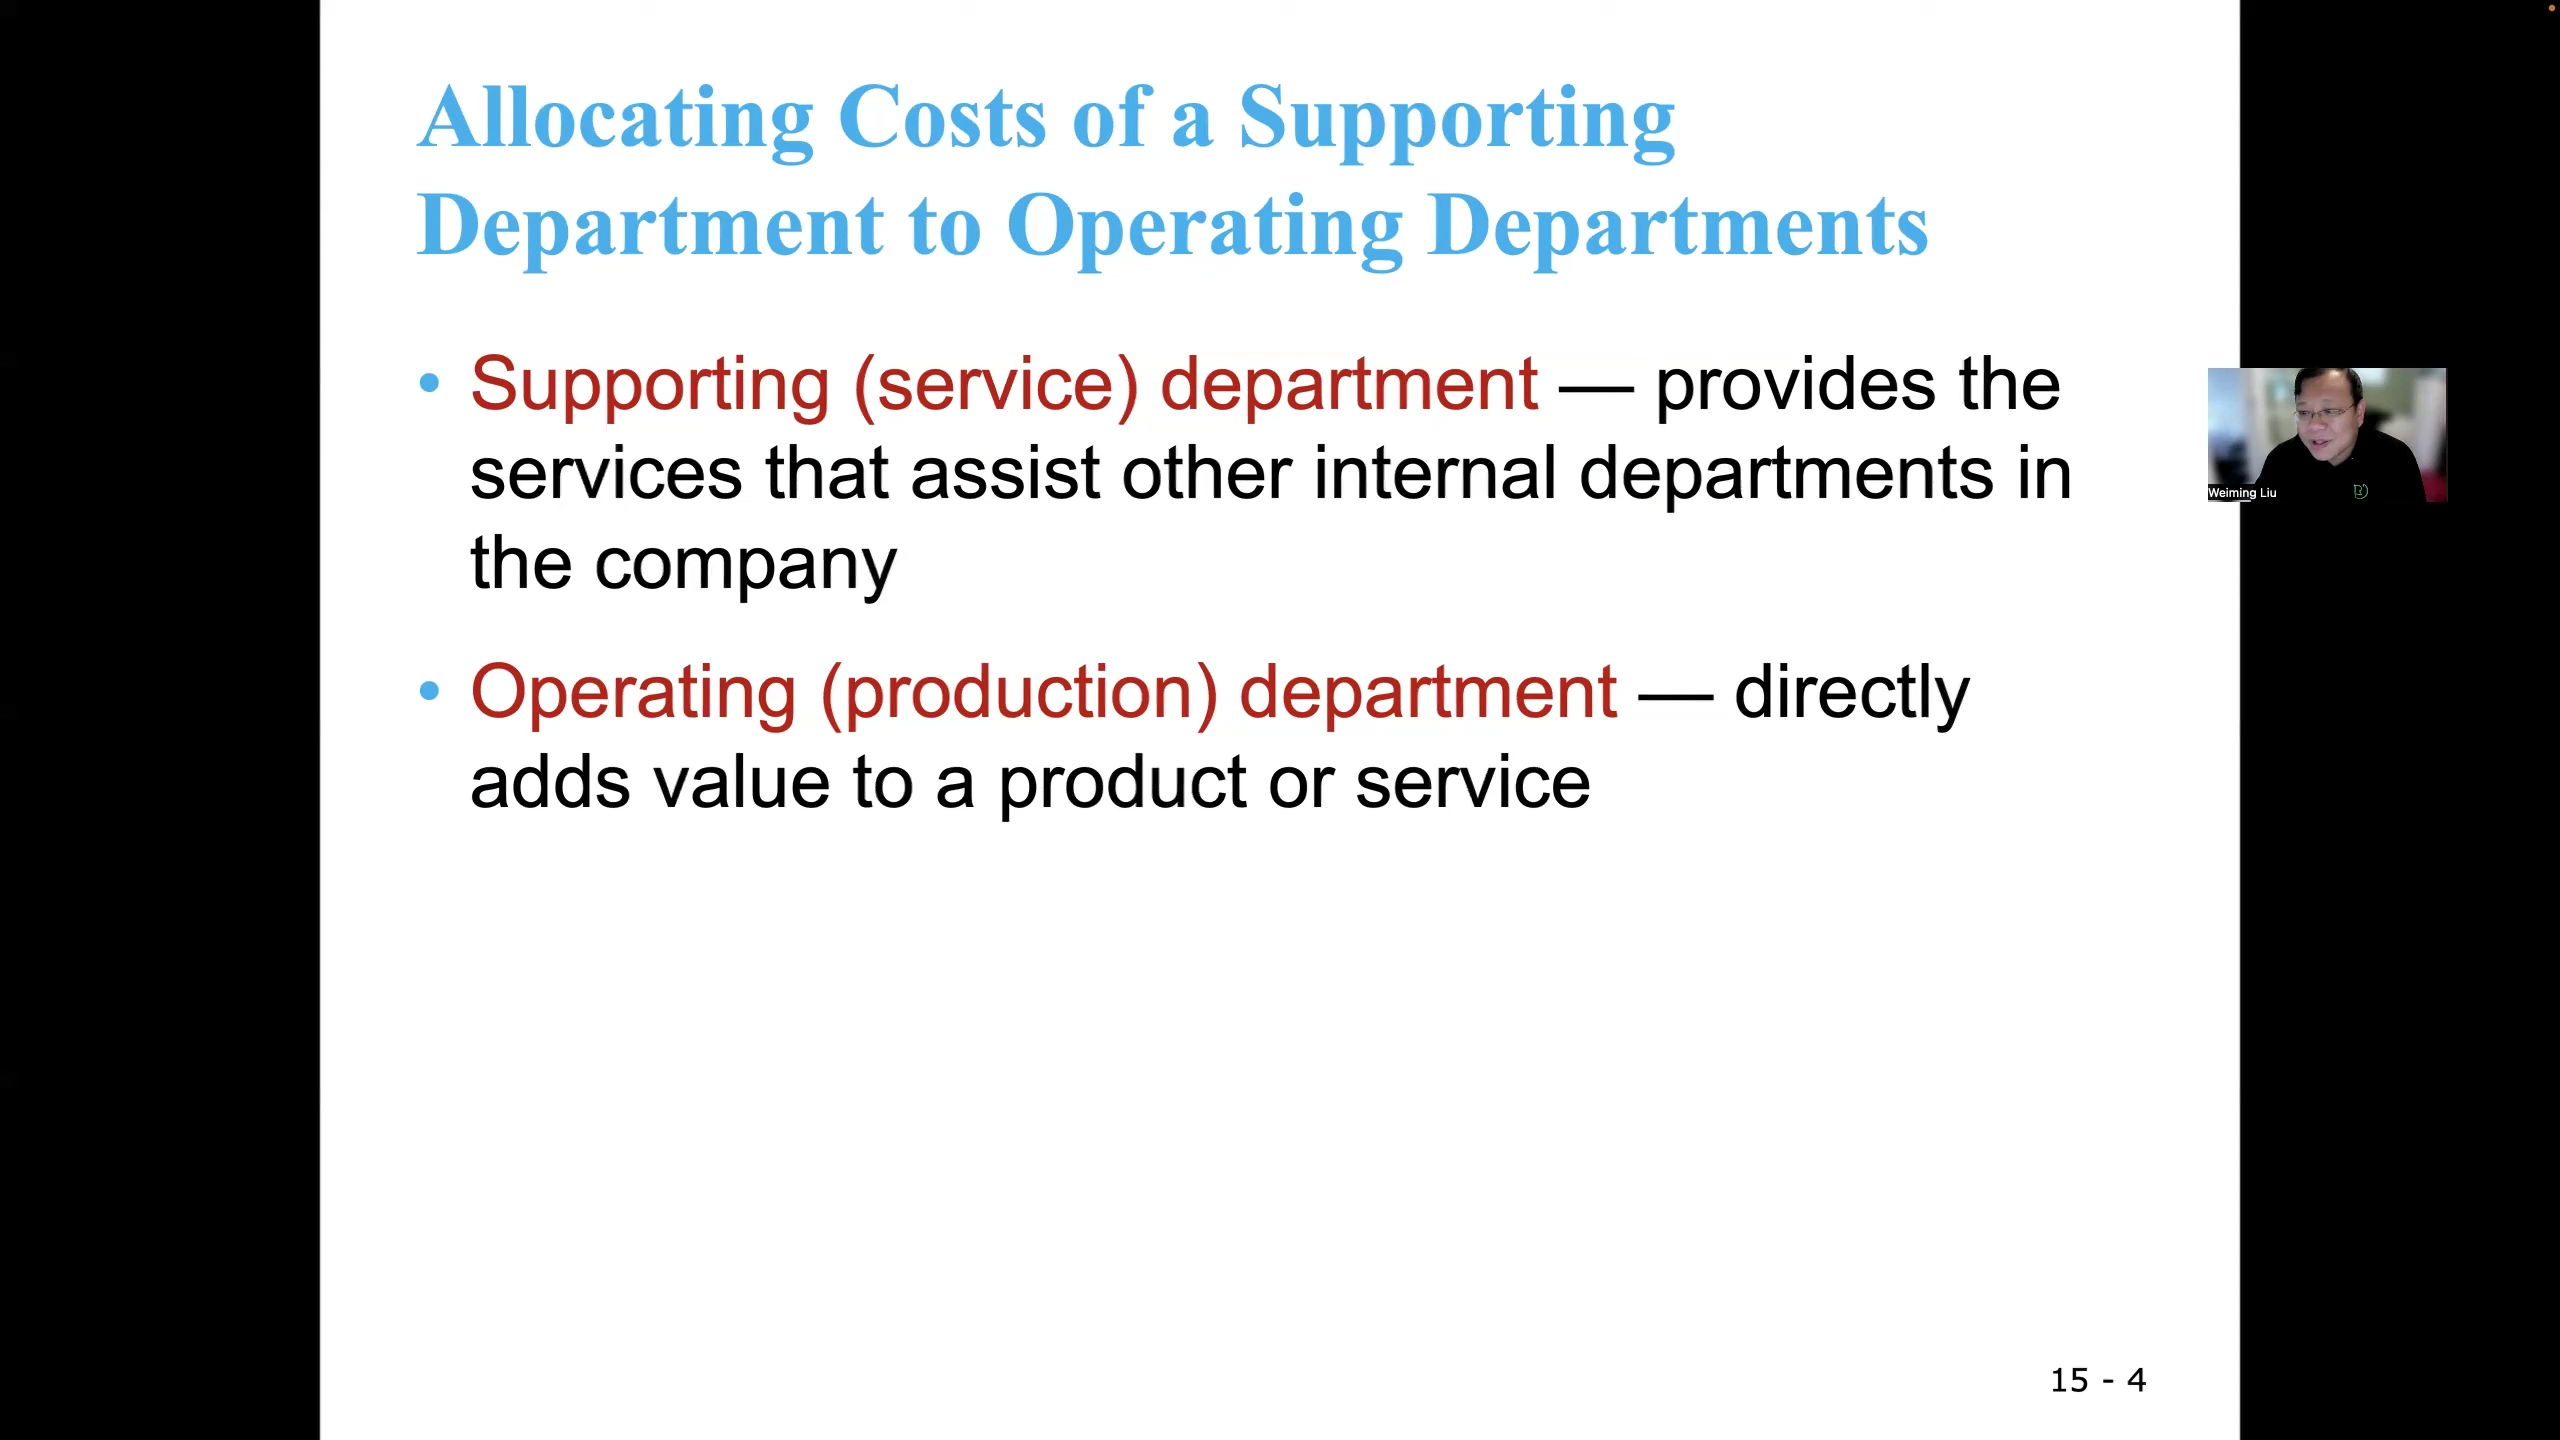 Allocating Costs of a Supporting
Department to Operating Departments
• Supporting (service) department — provides the
services that assist other internal departments in
the company
• Operating (production) department — directly
adds value to a product or service
Weiming Liu
15 - 4